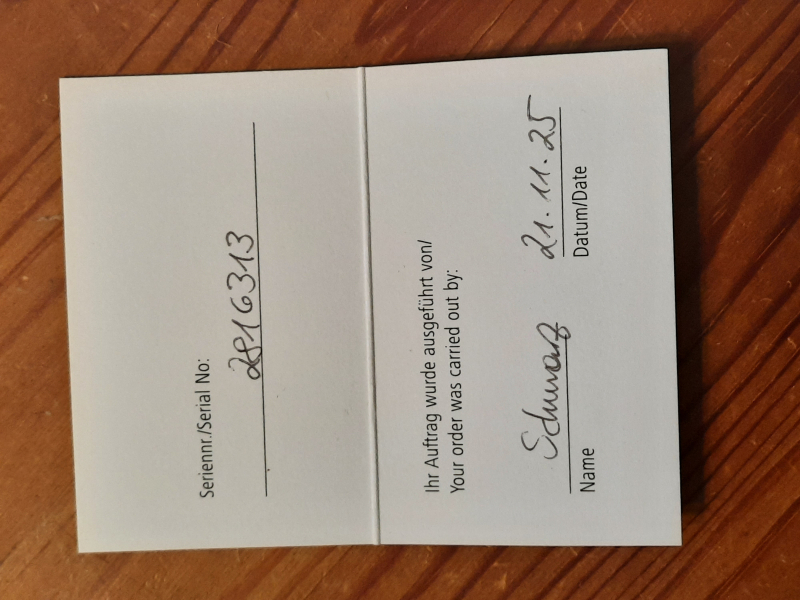 Seriennr./Serial No:
2816313
Ihr Auftrag wurde ausgeführt von/
Your order was carried out by:
Schwarz 21.11.25
Name Datum/Date